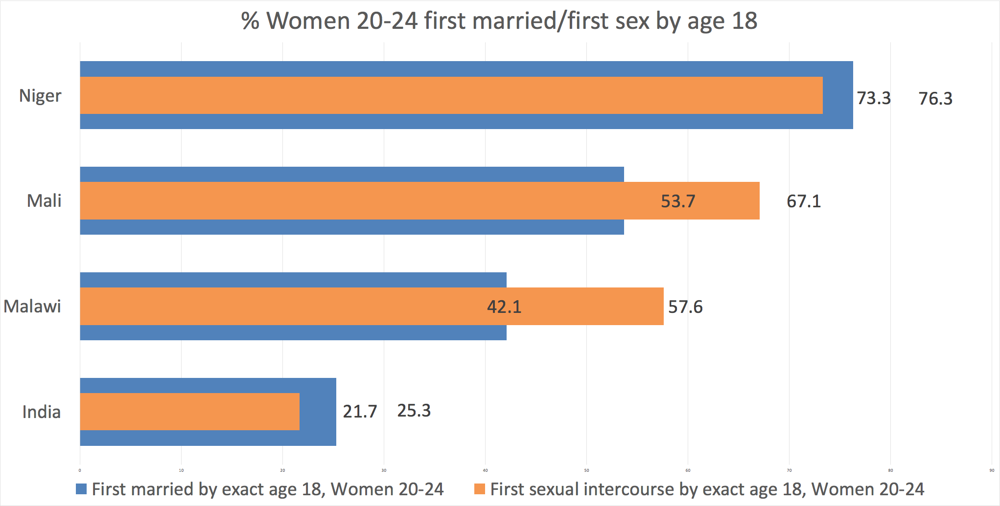 % Women 20-24 first married/first sex by age 18
Niger 73.3 76.3
Mali 53.7 67.1
Malawi 42.1 57.6
India 21.7 25.3
0 10 20 30 40 50 60 70 80 90
First married by exact age 18, Women 20-24 First sexual intercourse by exact age 18, Women 20-24